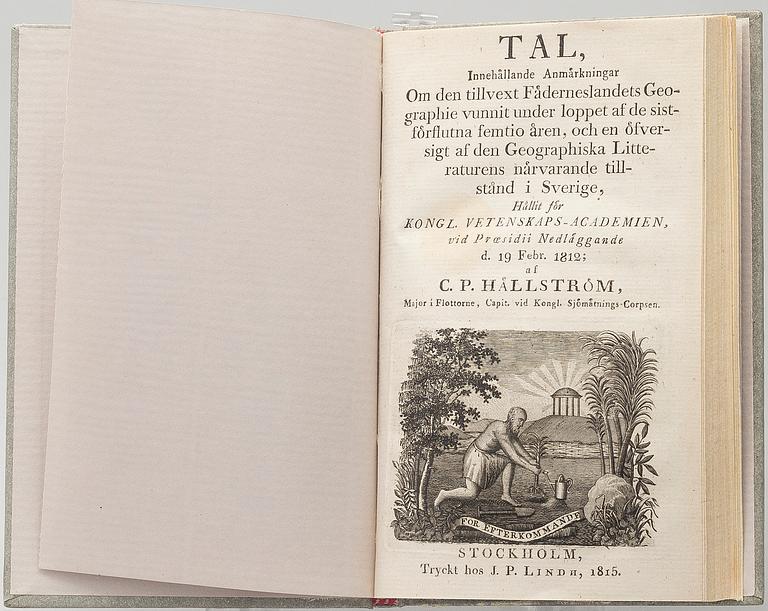 TAL,
Innehållande Anmärkningar
Om den tillvext Fäderneslandets Geo-
graphie vunnit under loppet af de sist-
förflutna femtio åren, och en öfver-
sigt af den Geographiska Litte-
raturens närvarande till-
stånd i Sverige,
Hållit för
KONGL. VETENSKAPS-ACADEMIEN,
vid Præsidii Nedläggande
d. 19 Febr. 1812;
af
C. P. HÄLLSTRÖM,
Major i Flottorne, Capit. vid Kongl. Sjömätnings-Corpsen.
FÖR EFTERKOMMANDE
STOCKHOLM,
Tryckt hos J. P. LINDH, 1815.